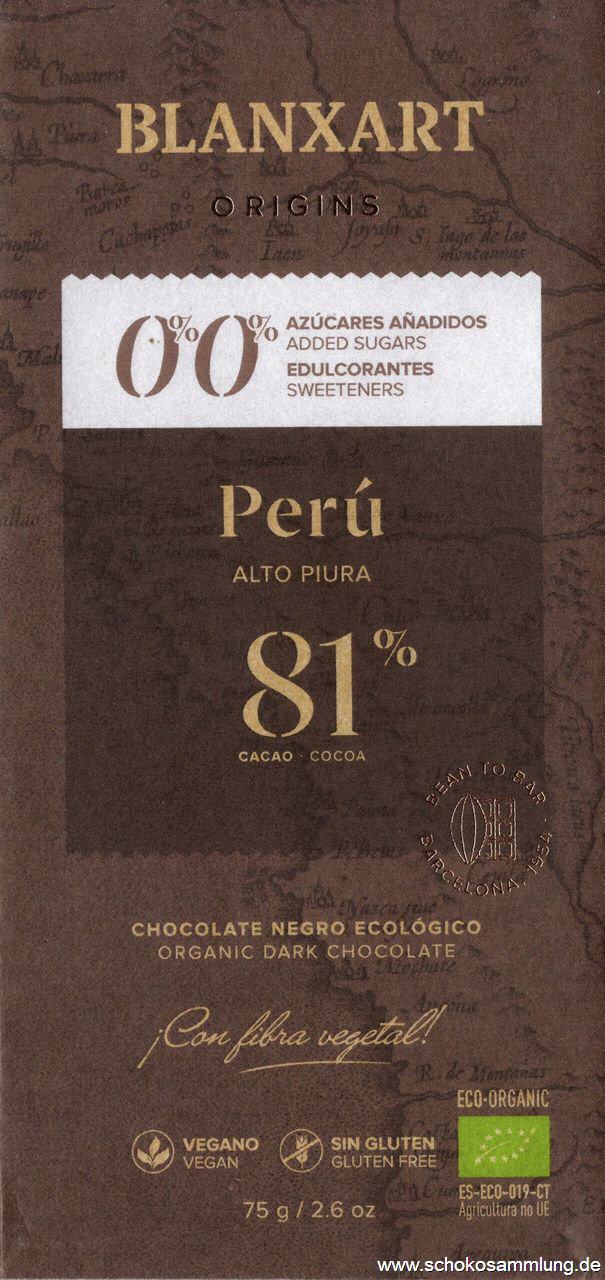 BLANXART
ORIGINS
0% 0%
AZÚCARES AÑADIDOS
ADDED SUGARS
EDULCORANTES
SWEETENERS
Perú
ALTO PIURA
81%
CACAO · COCOA
BEAN TO BAR
BARCELONA, 1954
CHOCOLATE NEGRO ECOLÓGICO
ORGANIC DARK CHOCOLATE
¡Con fibra vegetal!
R. de Montañas
ECO-ORGANIC
VEGANO
VEGAN
SIN GLUTEN
GLUTEN FREE
ES-ECO-019-CT
Agricultura no UE
75 g / 2.6 oz
www.schokosammlung.de